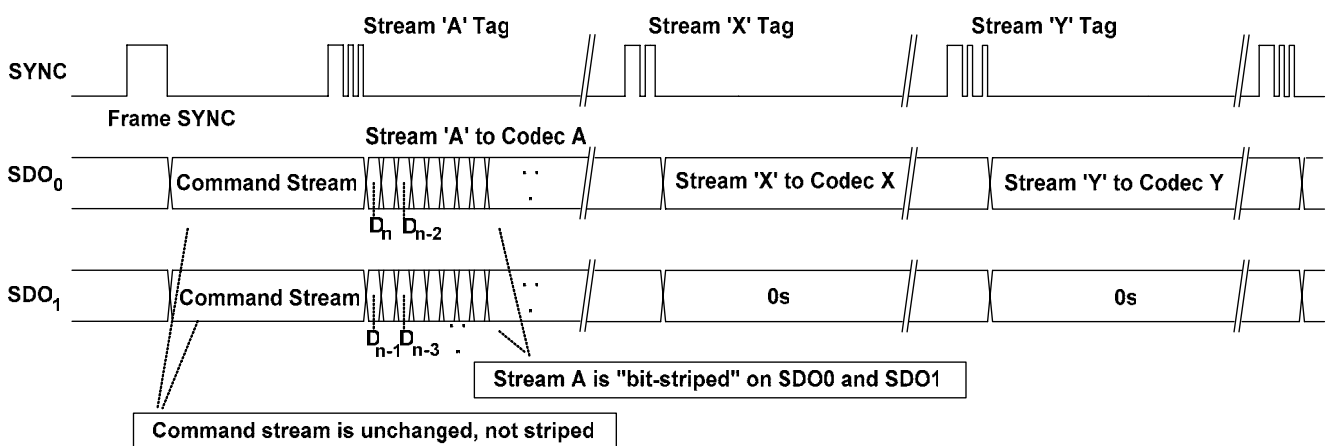 Stream 'A' Tag
Stream 'X' Tag
Stream 'Y' Tag
SYNC
Frame SYNC
Stream 'A' to Codec A
SDO0
Command Stream
Stream 'X' to Codec X
Stream 'Y' to Codec Y
Dn
Dn-2
SDO1
Command Stream
0s
0s
Dn-1
Dn-3
Stream A is "bit-striped" on SDO0 and SDO1
Command stream is unchanged, not striped